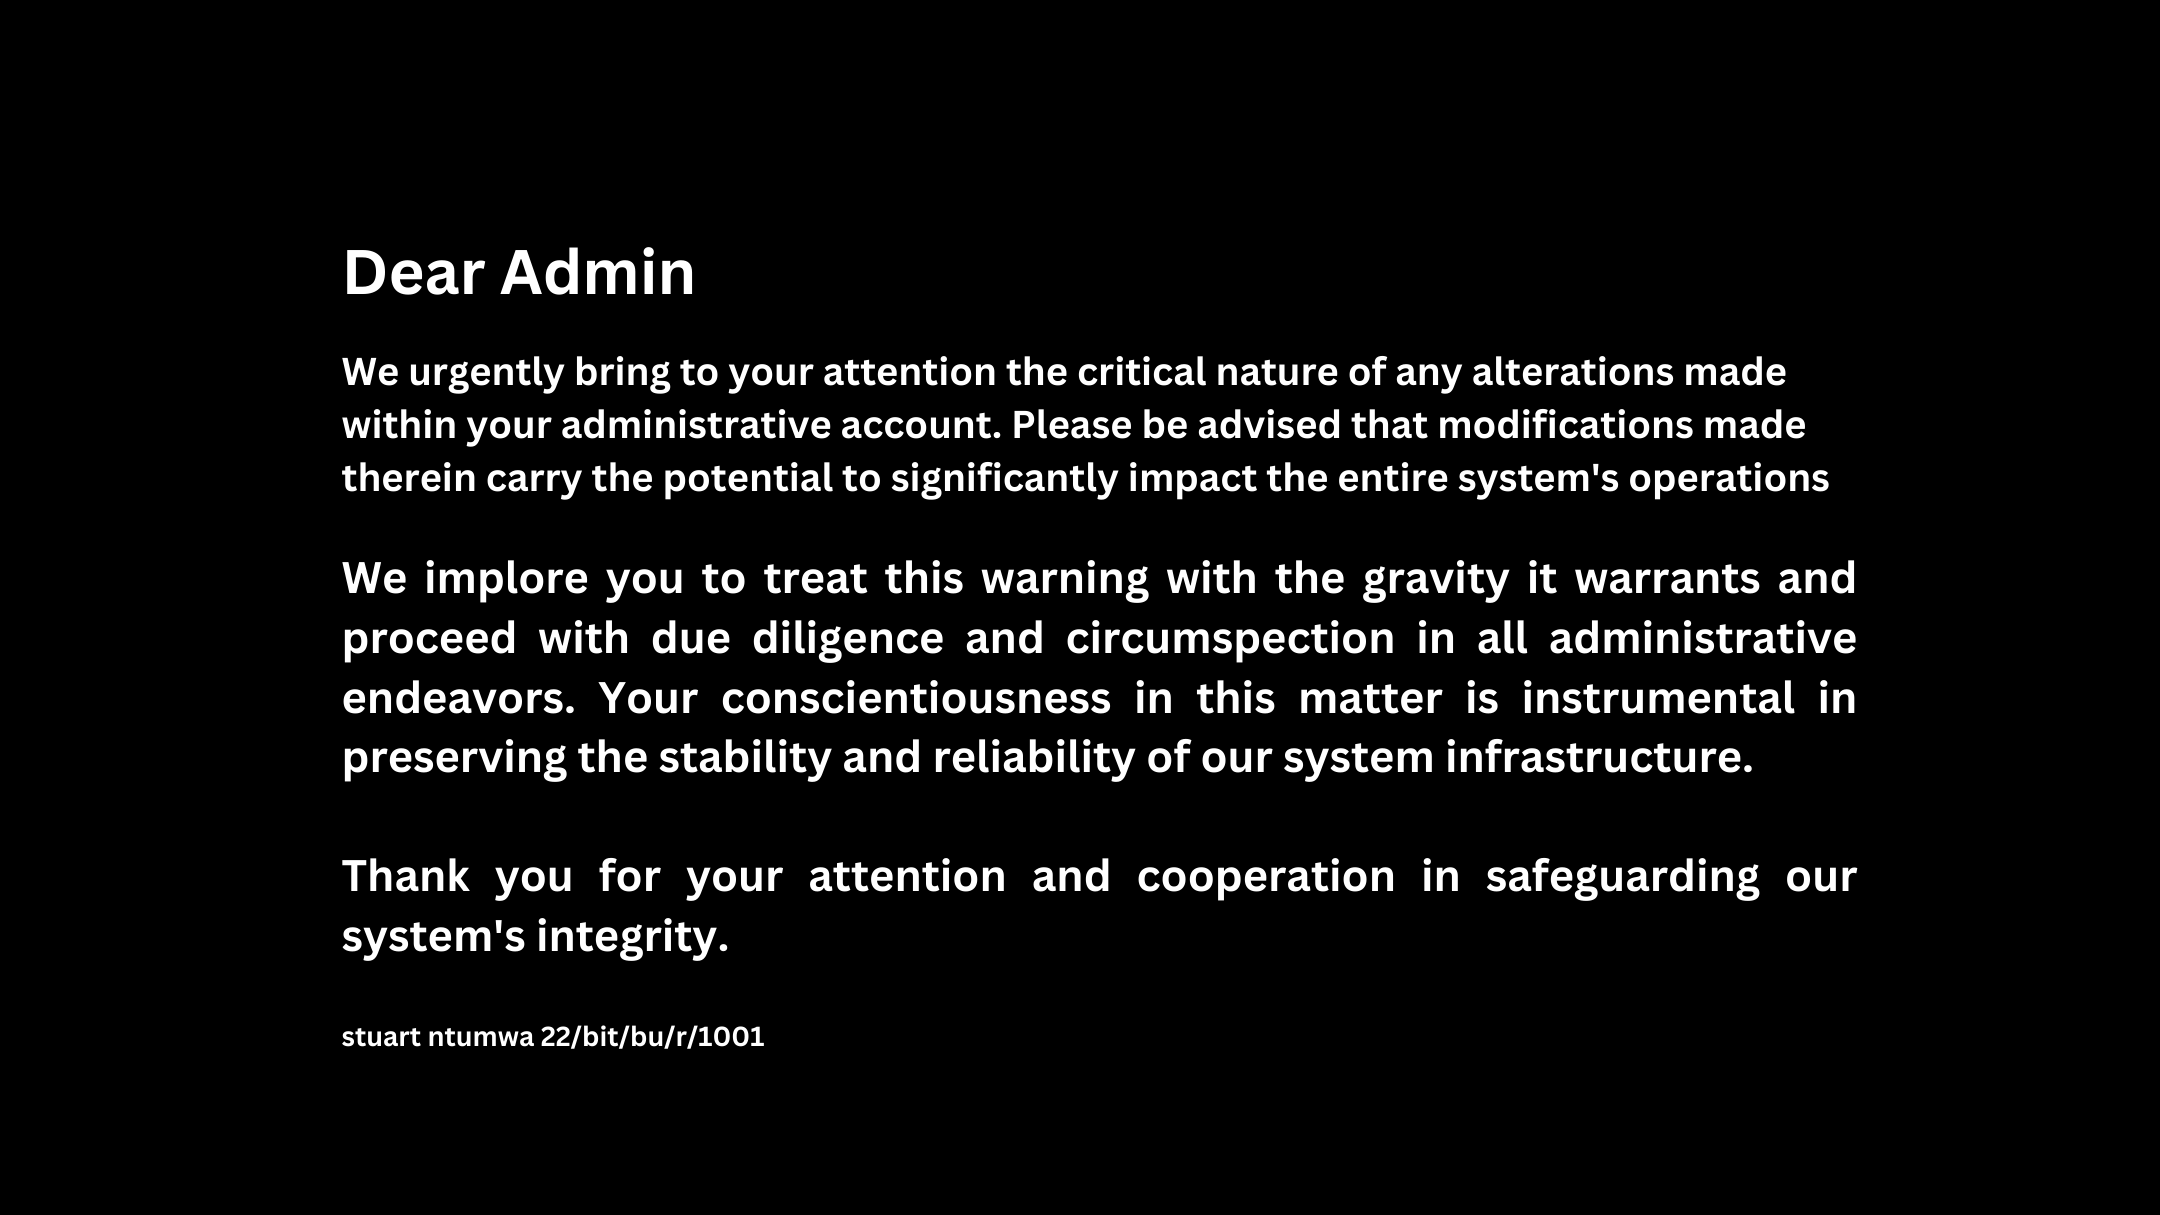 Dear Admin
We urgently bring to your attention the critical nature of any alterations made
within your administrative account. Please be advised that modifications made
therein carry the potential to significantly impact the entire system's operations
We implore you to treat this warning with the gravity it warrants and
proceed with due diligence and circumspection in all administrative
endeavors. Your conscientiousness in this matter is instrumental in
preserving the stability and reliability of our system infrastructure.
Thank you for your attention and cooperation in safeguarding our
system's integrity.
stuart ntumwa 22/bit/bu/r/1001